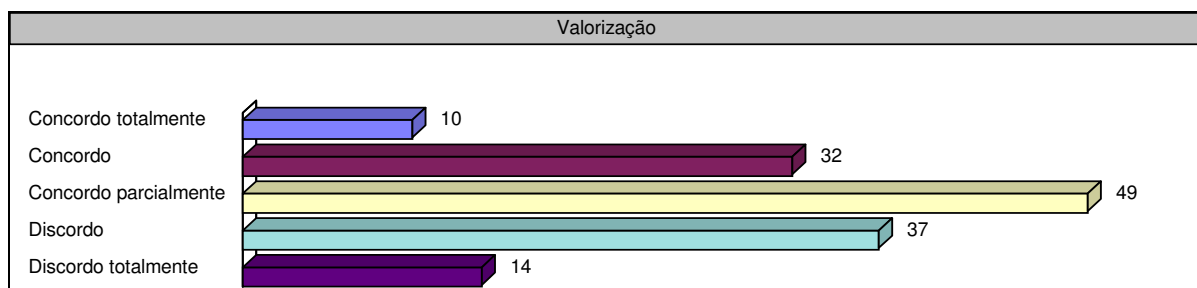 Valorização
Concordo totalmente 10
Concordo 32
Concordo parcialmente 49
Discordo 37
Discordo totalmente 14